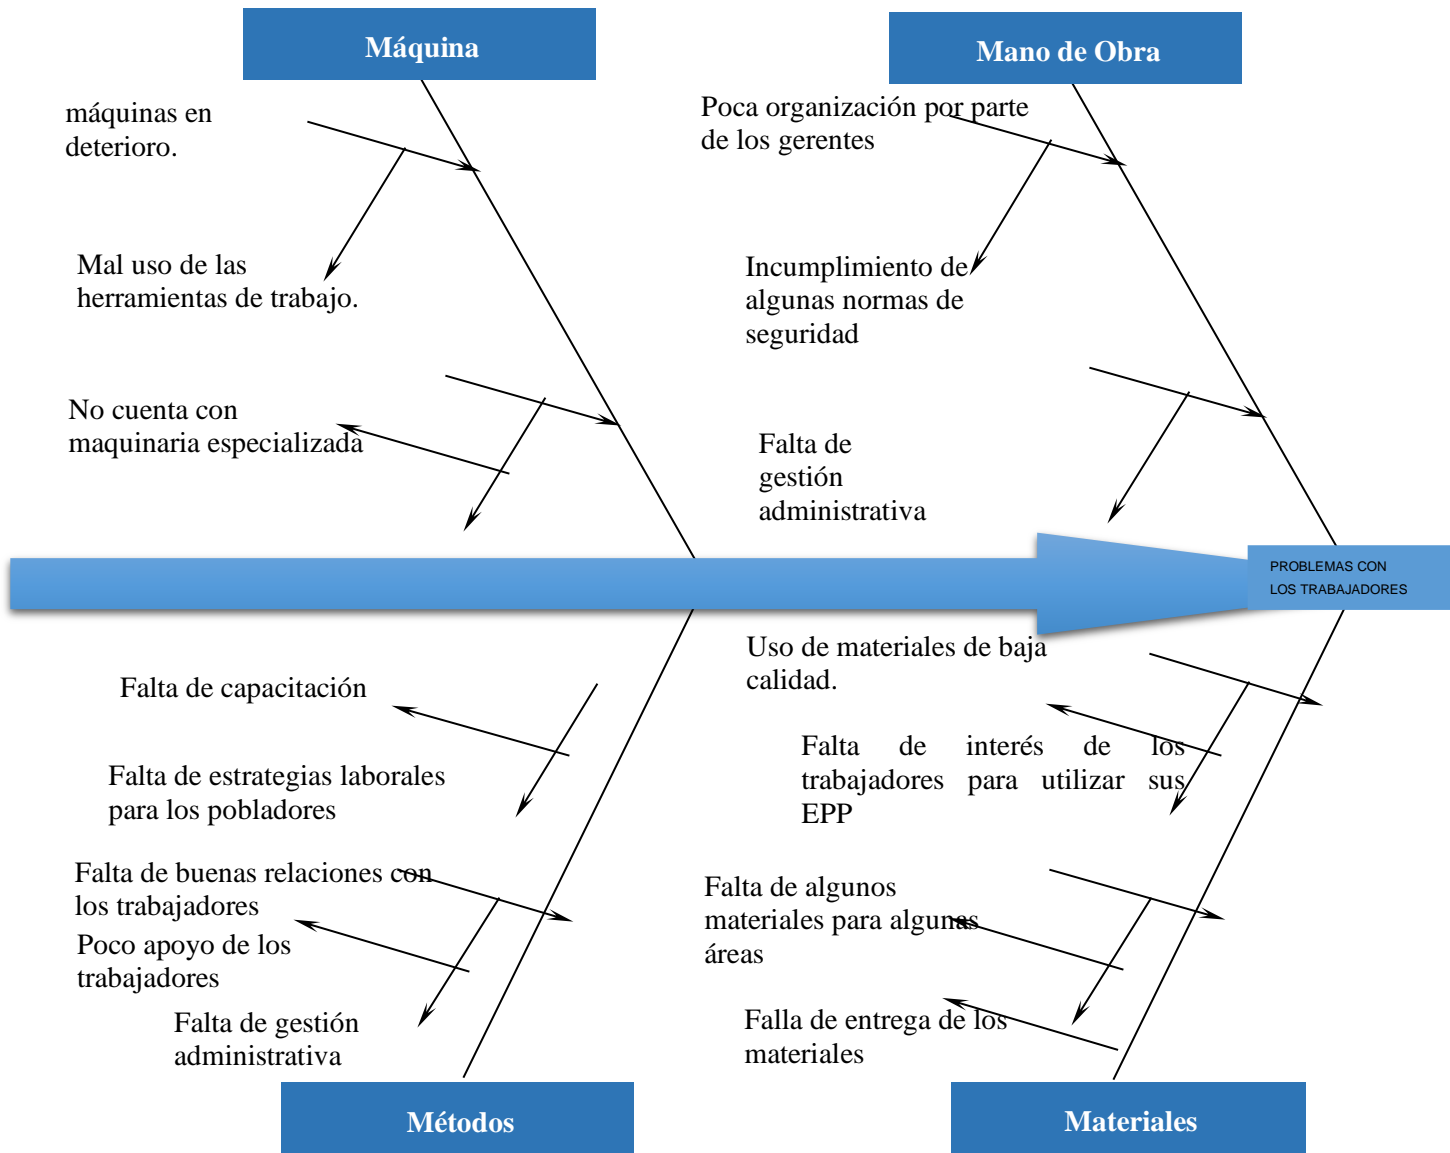 Máquina
Mano de Obra
máquinas en
deterioro.
Poca organización por parte
de los gerentes
Mal uso de las
herramientas de trabajo.
Incumplimiento de
algunas normas de
seguridad
No cuenta con
maquinaria especializada
Falta de
gestión
administrativa
PROBLEMAS CON
LOS TRABAJADORES
Falta de capacitación
Falta de estrategias laborales
para los pobladores
Falta de buenas relaciones con
los trabajadores
Poco apoyo de los
trabajadores
Falta de gestión
administrativa
Uso de materiales de baja
calidad.
Falta de interés de los
trabajadores para utilizar sus
EPP
Falta de algunos
materiales para algunas
áreas
Falla de entrega de los
materiales
Métodos
Materiales